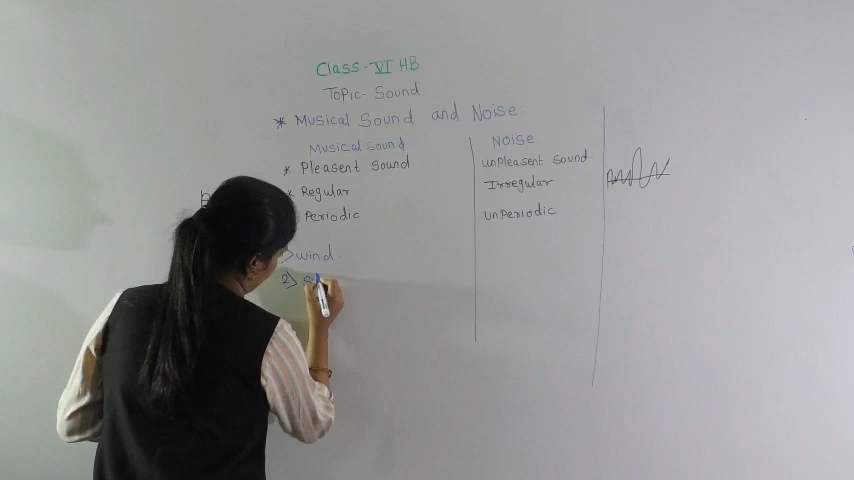 Class-VI HB
Topic- Sound
* Musical Sound and Noise
Musical Sound
* Pleasent Sound
* Regular
Periodic
> wind.
2>
Noise
unPleasent Sound.
Irregular
unPeriodic